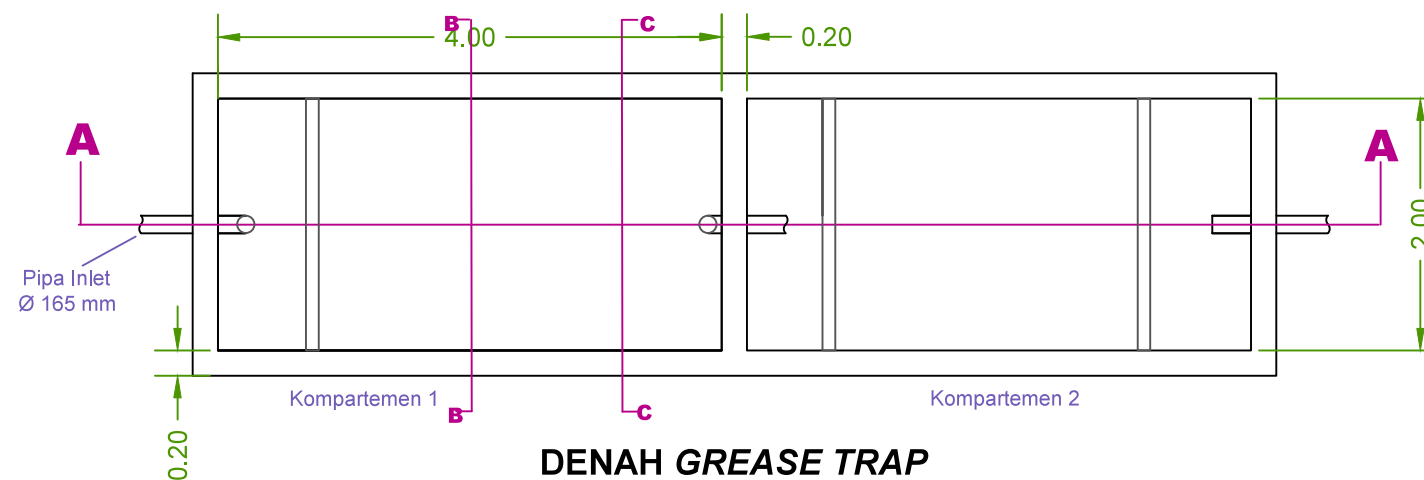 B
C
4.00
0.20
A
A
2.00
Pipa Inlet
Ø 165 mm
Kompartemen 1
Kompartemen 2
B
C
0.20
DENAH GREASE TRAP